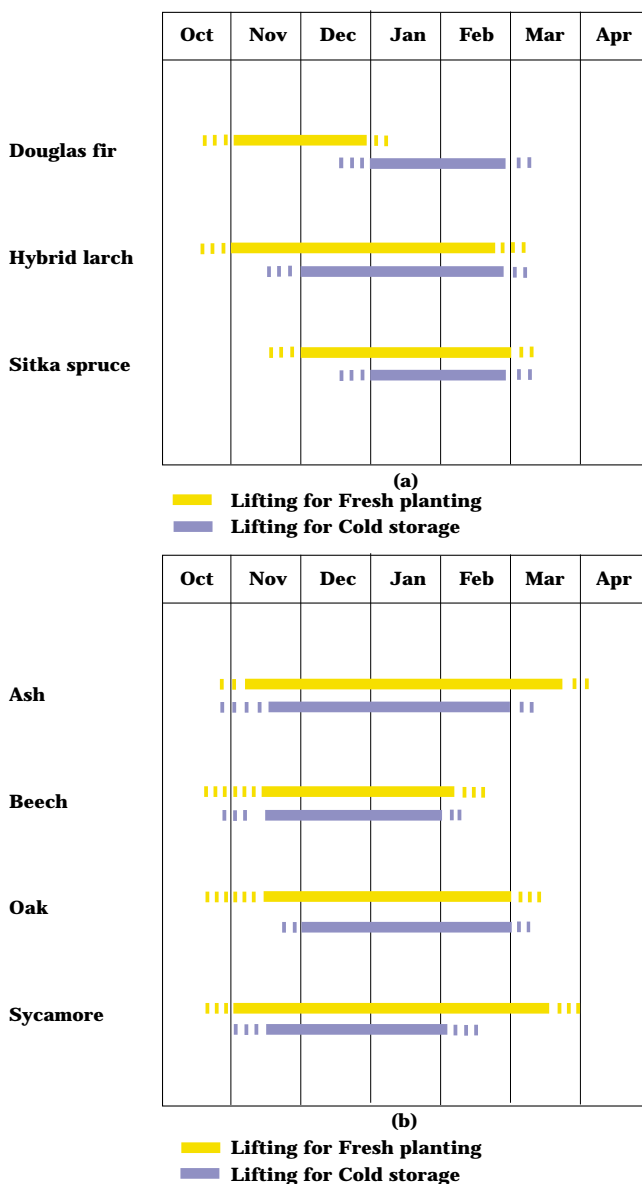 Oct Nov Dec Jan Feb Mar Apr
Douglas fir
Hybrid larch
Sitka spruce
(a)
Lifting for Fresh planting
Lifting for Cold storage
Oct Nov Dec Jan Feb Mar Apr
Ash
Beech
Oak
Sycamore
(b)
Lifting for Fresh planting
Lifting for Cold storage